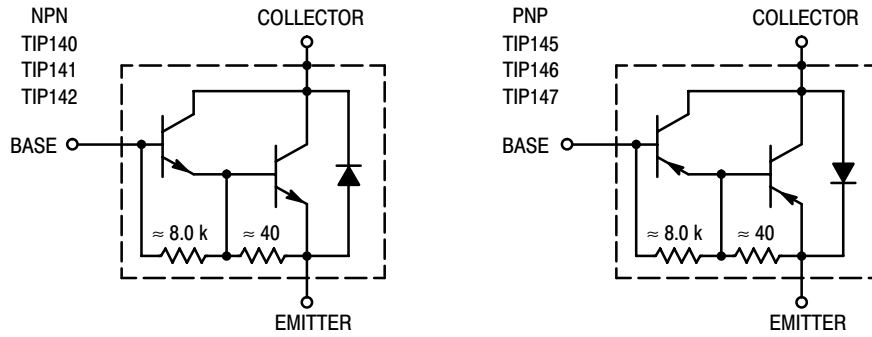 NPN
TIP140
TIP141
TIP142
COLLECTOR
BASE
≈ 8.0 k
≈ 40
EMITTER
PNP
TIP145
TIP146
TIP147
COLLECTOR
BASE
≈ 8.0 k
≈ 40
EMITTER